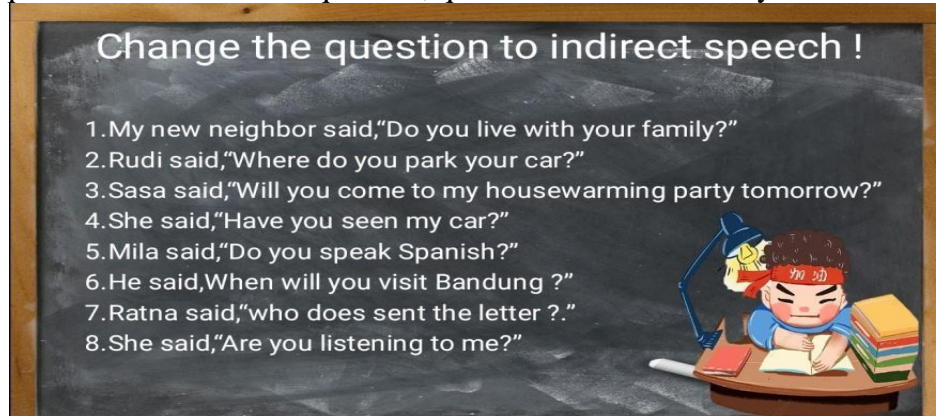 Change the question to indirect speech !
1.My new neighbor said,“Do you live with your family?”
2.Rudi said,“Where do you park your car?”
3.Sasa said,“Will you come to my housewarming party tomorrow?”
4.She said,“Have you seen my car?”
5.Mila said,“Do you speak Spanish?”
6.He said,When will you visit Bandung ?”
7.Ratna said,“who does sent the letter ?.”
8.She said,“Are you listening to me?”
加油